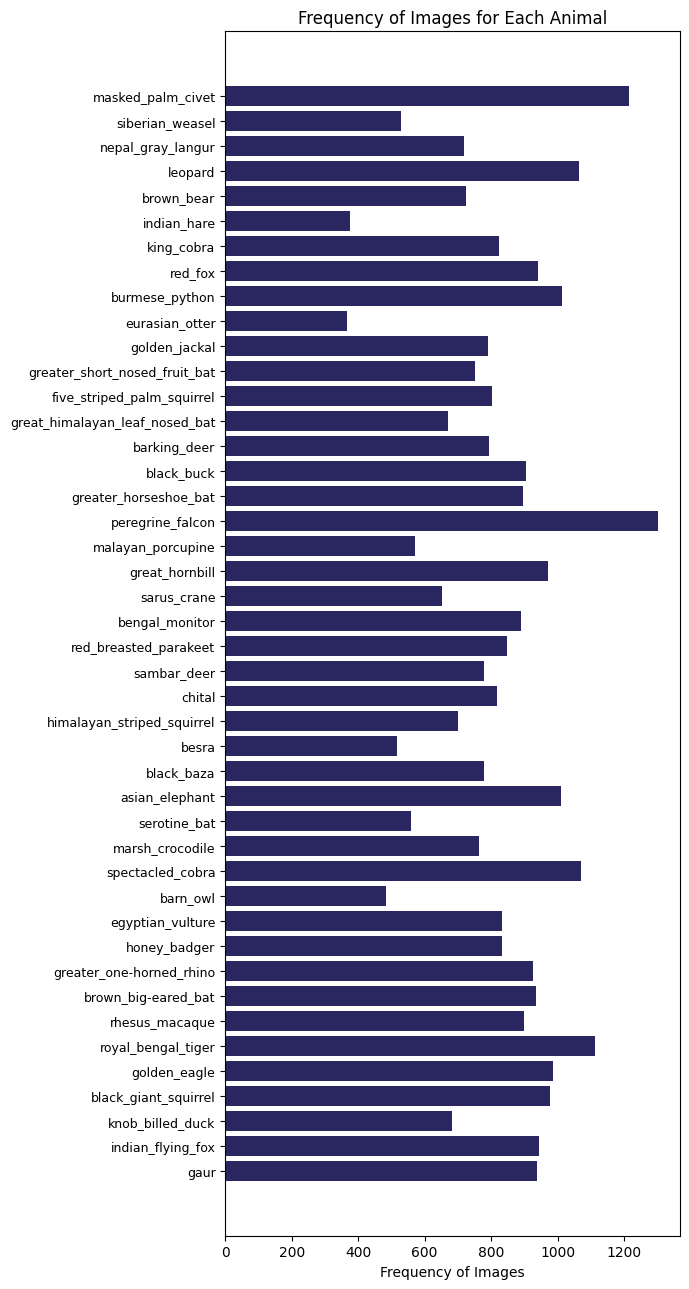 Frequency of Images for Each Animal
masked_palm_civet
siberian_weasel
nepal_gray_langur
leopard
brown_bear
indian_hare
king_cobra
red_fox
burmese_python
eurasian_otter
golden_jackal
greater_short_nosed_fruit_bat
five_striped_palm_squirrel
great_himalayan_leaf_nosed_bat
barking_deer
black_buck
greater_horseshoe_bat
peregrine_falcon
malayan_porcupine
great_hornbill
sarus_crane
bengal_monitor
red_breasted_parakeet
sambar_deer
chital
himalayan_striped_squirrel
besra
black_baza
asian_elephant
serotine_bat
marsh_crocodile
spectacled_cobra
barn_owl
egyptian_vulture
honey_badger
greater_one-horned_rhino
brown_big-eared_bat
rhesus_macaque
royal_bengal_tiger
golden_eagle
black_giant_squirrel
knob_billed_duck
indian_flying_fox
gaur
0 200 400 600 800 1000 1200
Frequency of Images